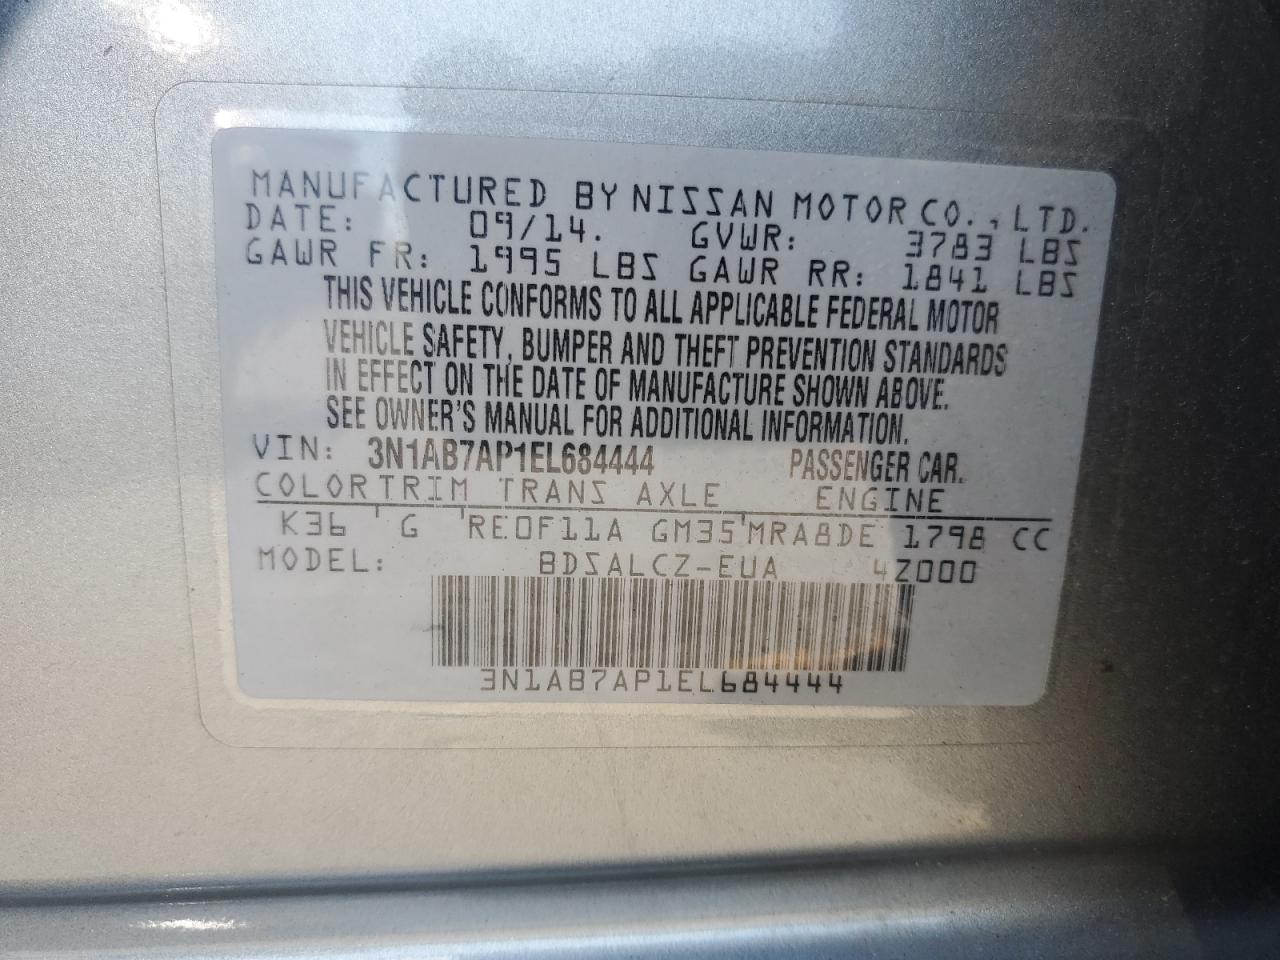 MANUFACTURED BY NISSAN MOTOR CO., LTD.
DATE: 09/14. GVWR: 3783 LBS
GAWR FR: 1995 LBS GAWR RR: 1841 LBS
THIS VEHICLE CONFORMS TO ALL APPLICABLE FEDERAL MOTOR
VEHICLE SAFETY, BUMPER AND THEFT PREVENTION STANDARDS
IN EFFECT ON THE DATE OF MANUFACTURE SHOWN ABOVE.
SEE OWNER'S MANUAL FOR ADDITIONAL INFORMATION.
VIN: 3N1AB7AP1EL684444 PASSENGER CAR.
COLOR TRIM TRANS AXLE ENGINE
K36 G RE0F11A GM35 MRA8DE 1798 CC
MODEL: BDSALCZ-EUA 4Z000
3N1AB7AP1EL684444